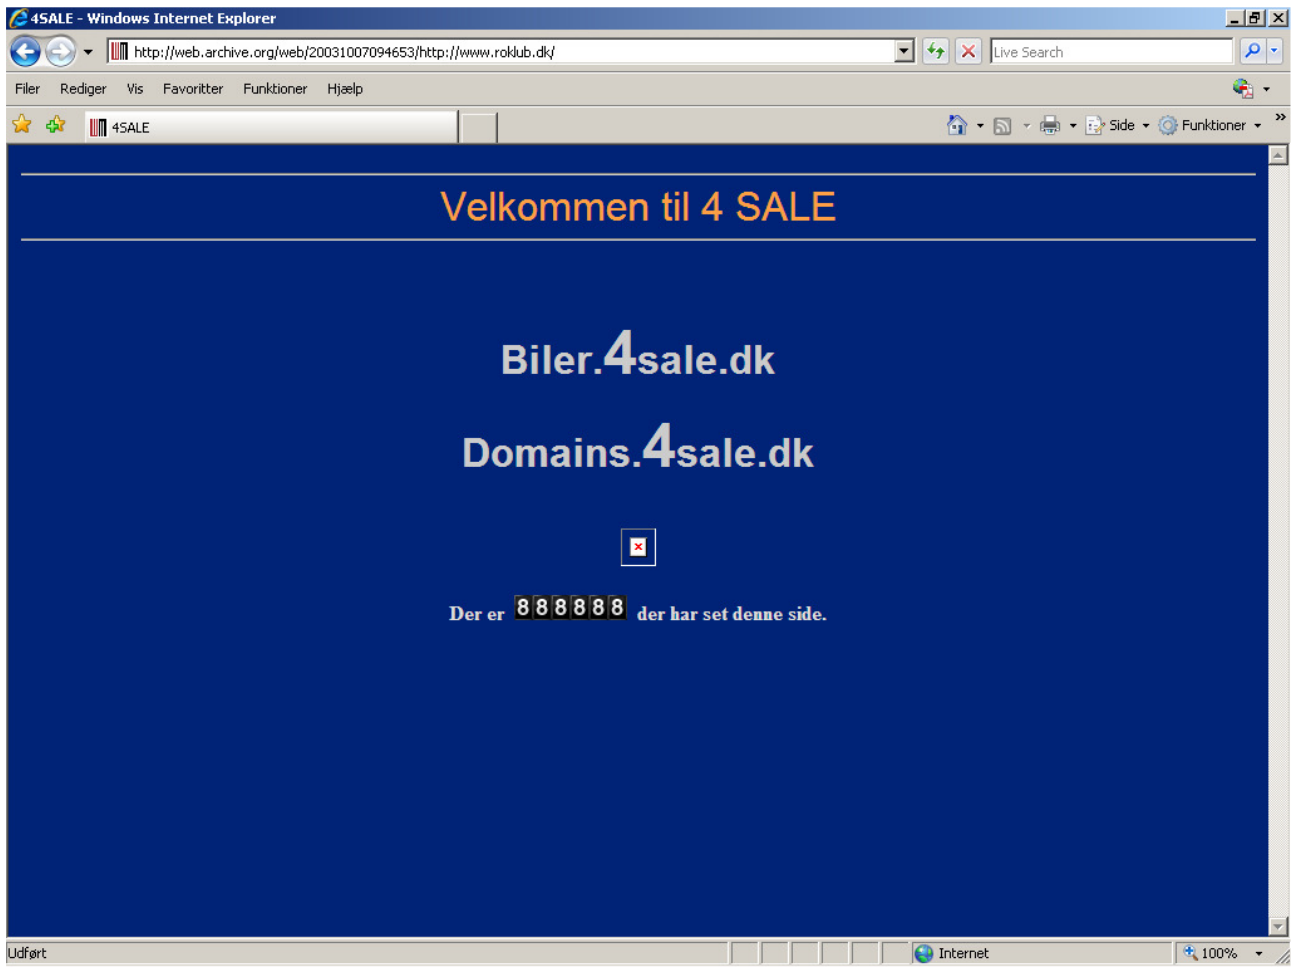 4SALE - Windows Internet Explorer
http://web.archive.org/web/20031007094653/http://www.roklub.dk/
Live Search
Filer Rediger Vis Favoritter Funktioner Hjælp
4SALE
Side Funktioner
Velkommen til 4 SALE
Biler.4sale.dk
Domains.4sale.dk
Der er 888888 der har set denne side.
Udført Internet 100%